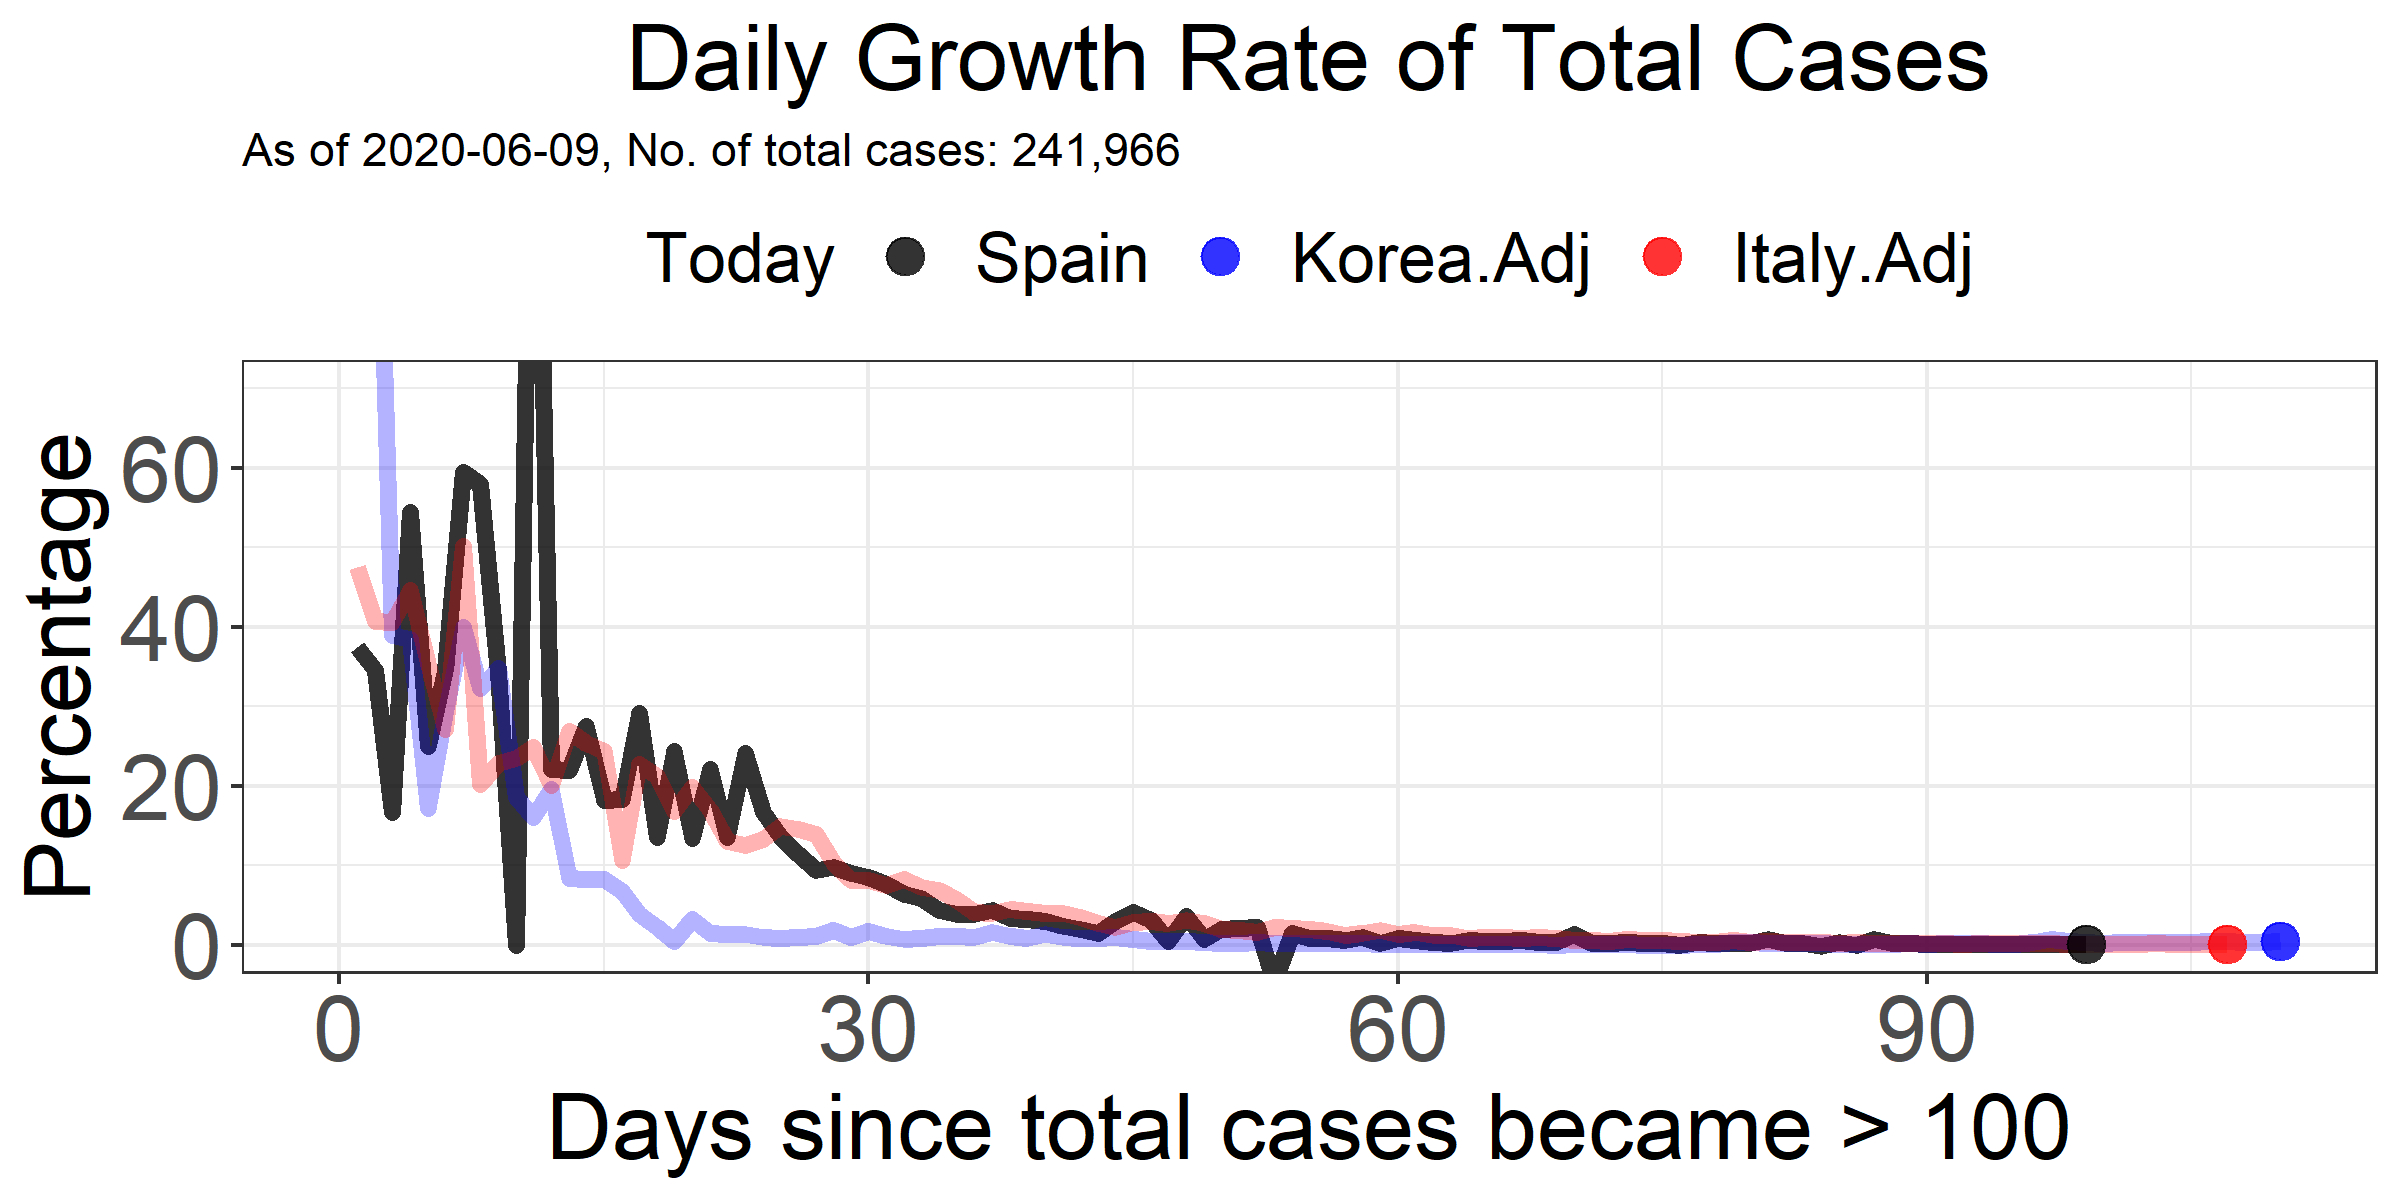 Daily Growth Rate of Total Cases
As of 2020-06-09, No. of total cases: 241,966
Today Spain Korea.Adj Italy.Adj
Percentage
60
40
20
0
0 30 60 90
Days since total cases became > 100